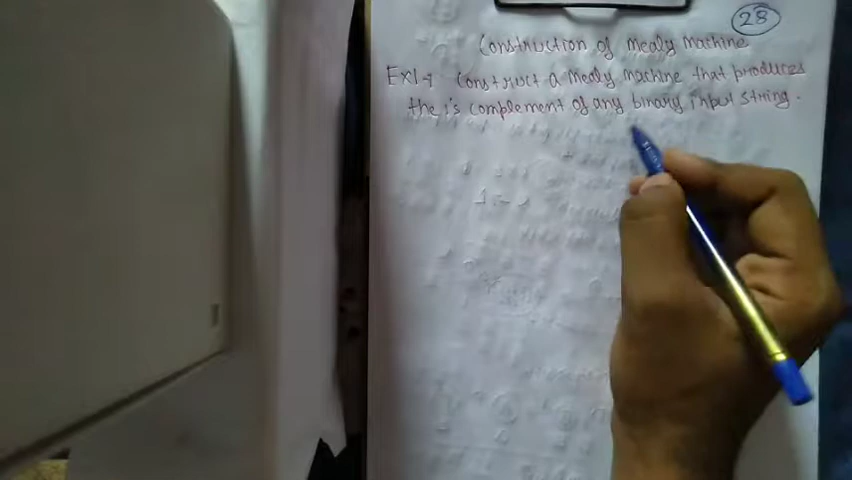 28
Construction of Mealy Machine
Ex1→ Construct a Mealy machine that produces
the 1's complement of any binary input string.